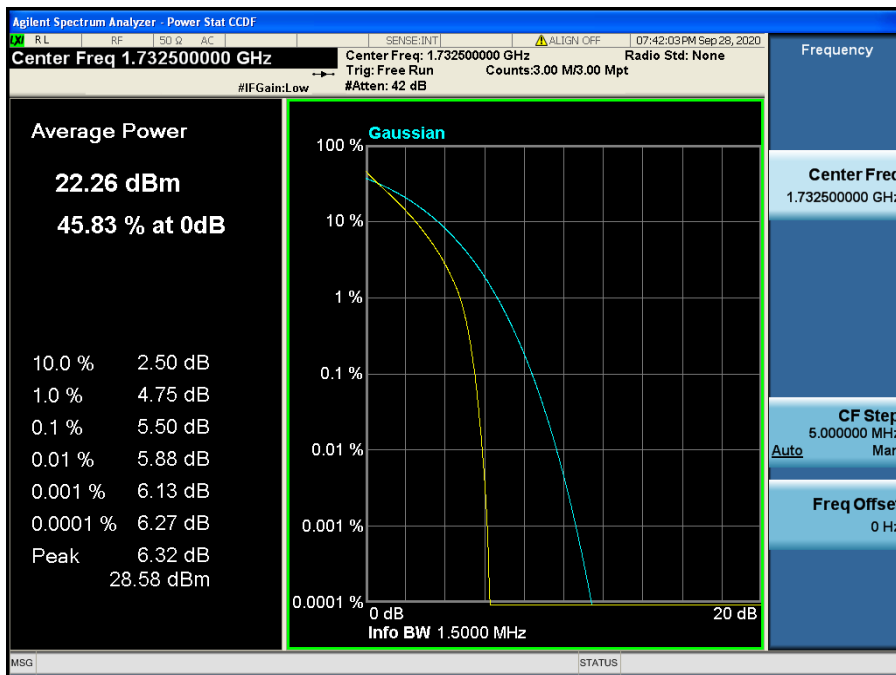 Agilent Spectrum Analyzer - Power Stat CCDF
LXI RL RF 50 Ω AC SENSE:INT ALIGN OFF 07:42:03 PM Sep 28, 2020
Center Freq 1.732500000 GHz
Center Freq: 1.732500000 GHz Radio Std: None
Trig: Free Run Counts:3.00 M/3.00 Mpt
#IFGain:Low #Atten: 42 dB
Frequency
Average Power
22.26 dBm
45.83 % at 0dB
10.0 % 2.50 dB
1.0 % 4.75 dB
0.1 % 5.50 dB
0.01 % 5.88 dB
0.001 % 6.13 dB
0.0001 % 6.27 dB
Peak 6.32 dB
28.58 dBm
Gaussian
100 %
10 %
1 %
0.1 %
0.01 %
0.001 %
0.0001 %
0 dB 20 dB
Info BW 1.5000 MHz
Center Freq
1.732500000 GHz
CF Step
5.000000 MHz
Auto Man
Freq Offset
0 Hz
MSG STATUS